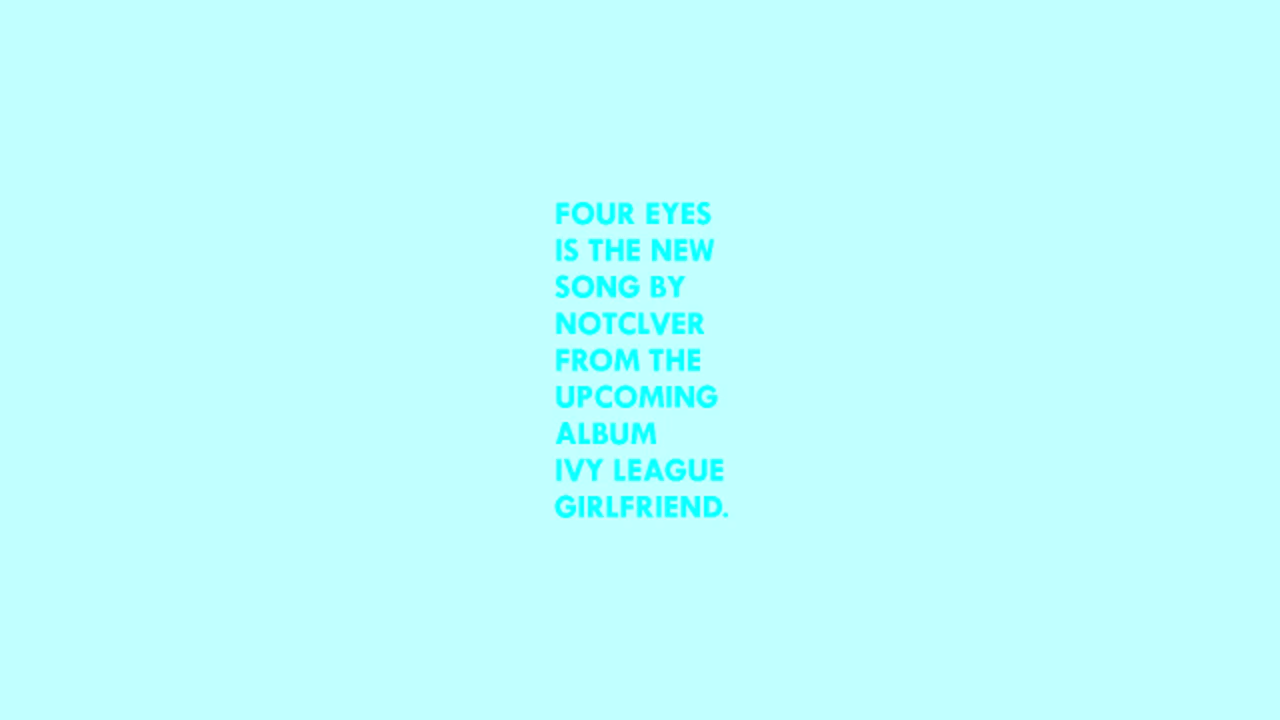 FOUR EYES
IS THE NEW
SONG BY
NOTCLVER
FROM THE
UPCOMING
ALBUM
IVY LEAGUE
GIRLFRIEND.